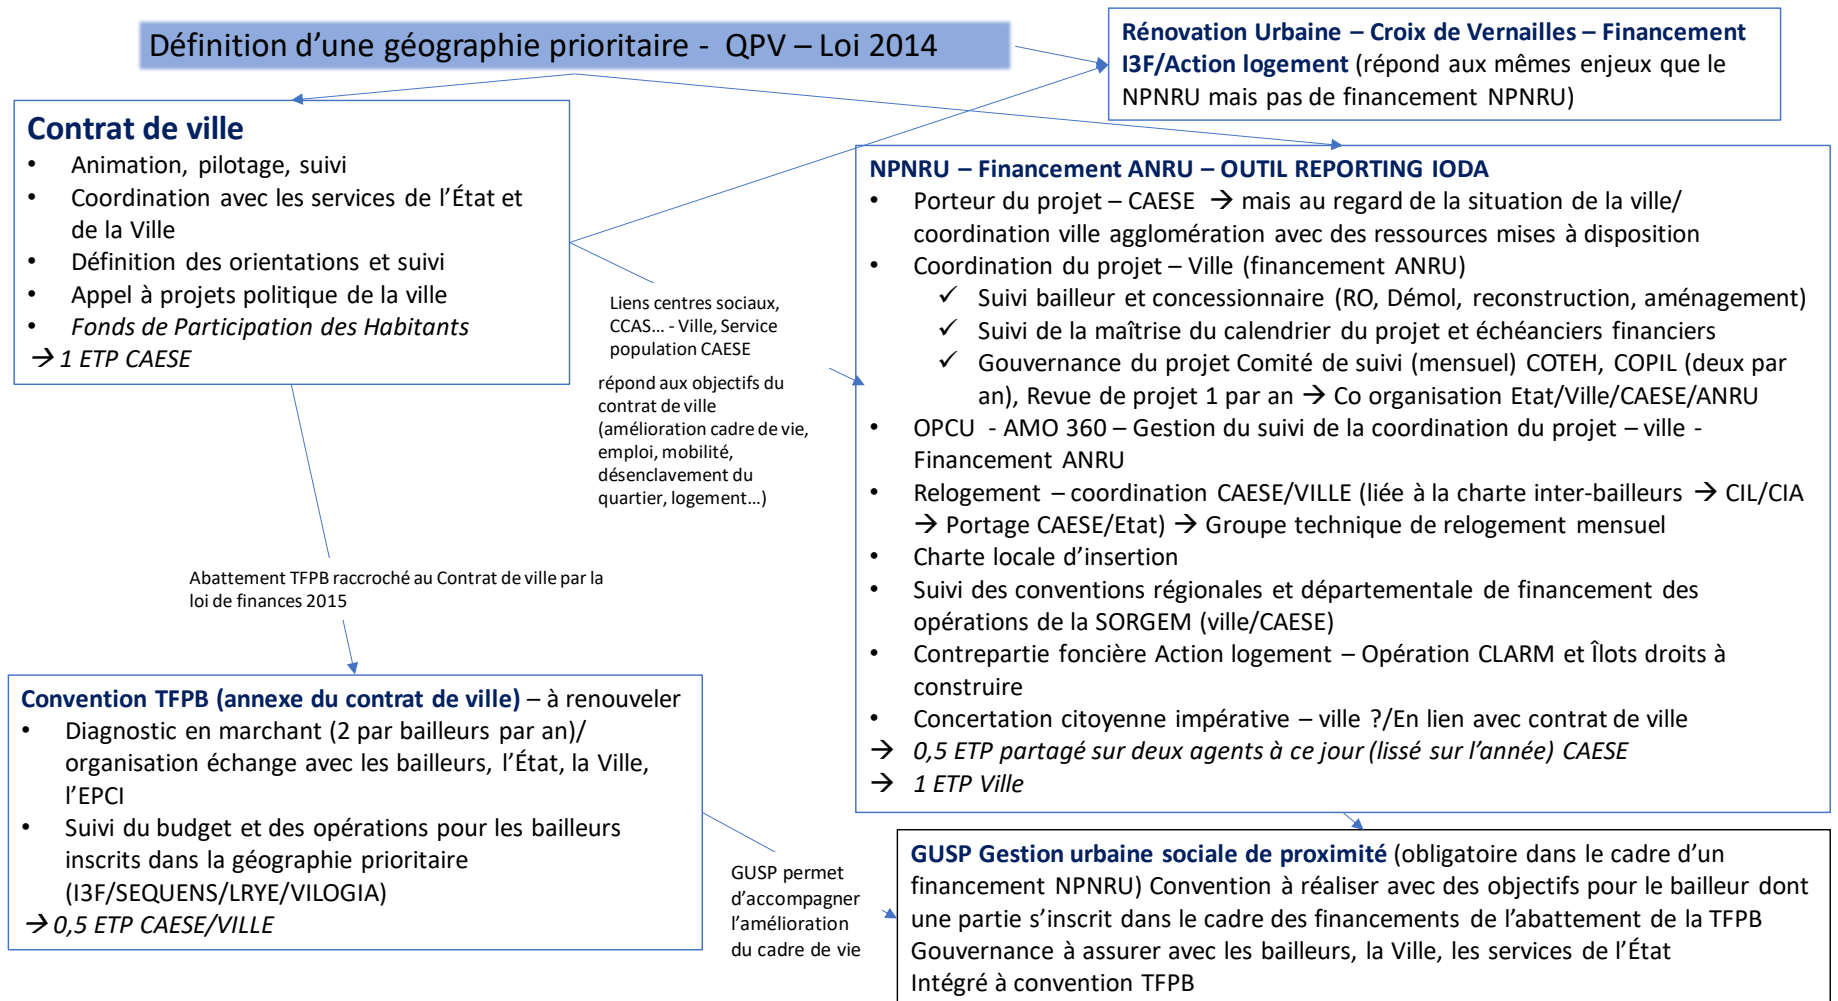 Définition d’une géographie prioritaire - QPV – Loi 2014
Rénovation Urbaine – Croix de Vernailles – Financement
I3F/Action logement (répond aux mêmes enjeux que le
NPNRU mais pas de financement NPNRU)
Contrat de ville
• Animation, pilotage, suivi
• Coordination avec les services de l’État et
de la Ville
• Définition des orientations et suivi
• Appel à projets politique de la ville
• Fonds de Participation des Habitants
→ 1 ETP CAESE
Liens centres sociaux,
CCAS… - Ville, Service
population CAESE
répond aux objectifs du
contrat de ville
(amélioration cadre de vie,
emploi, mobilité,
désenclavement du
quartier, logement…)
NPNRU – Financement ANRU – OUTIL REPORTING IODA
• Porteur du projet – CAESE → mais au regard de la situation de la ville/
coordination ville agglomération avec des ressources mises à disposition
• Coordination du projet – Ville (financement ANRU)
✓ Suivi bailleur et concessionnaire (RO, Démol, reconstruction, aménagement)
✓ Suivi de la maîtrise du calendrier du projet et échéanciers financiers
✓ Gouvernance du projet Comité de suivi (mensuel) COTEH, COPIL (deux par
an), Revue de projet 1 par an → Co organisation Etat/Ville/CAESE/ANRU
• OPCU - AMO 360 – Gestion du suivi de la coordination du projet – ville -
Financement ANRU
• Relogement – coordination CAESE/VILLE (liée à la charte inter-bailleurs → CIL/CIA
→ Portage CAESE/Etat) → Groupe technique de relogement mensuel
• Charte locale d’insertion
• Suivi des conventions régionales et départementale de financement des
opérations de la SORGEM (ville/CAESE)
• Contrepartie foncière Action logement – Opération CLARM et Îlots droits à
construire
• Concertation citoyenne impérative – ville ?/En lien avec contrat de ville
→ 0,5 ETP partagé sur deux agents à ce jour (lissé sur l’année) CAESE
→ 1 ETP Ville
Abattement TFPB raccroché au Contrat de ville par la
loi de finances 2015
Convention TFPB (annexe du contrat de ville) – à renouveler
• Diagnostic en marchant (2 par bailleurs par an)/
organisation échange avec les bailleurs, l’État, la Ville,
l’EPCI
• Suivi du budget et des opérations pour les bailleurs
inscrits dans la géographie prioritaire
(I3F/SEQUENS/LRYE/VILOGIA)
→ 0,5 ETP CAESE/VILLE
GUSP permet
d’accompagner
l’amélioration
du cadre de vie
GUSP Gestion urbaine sociale de proximité (obligatoire dans le cadre d’un
financement NPNRU) Convention à réaliser avec des objectifs pour le bailleur dont
une partie s’inscrit dans le cadre des financements de l’abattement de la TFPB
Gouvernance à assurer avec les bailleurs, la Ville, les services de l’État
Intégré à convention TFPB